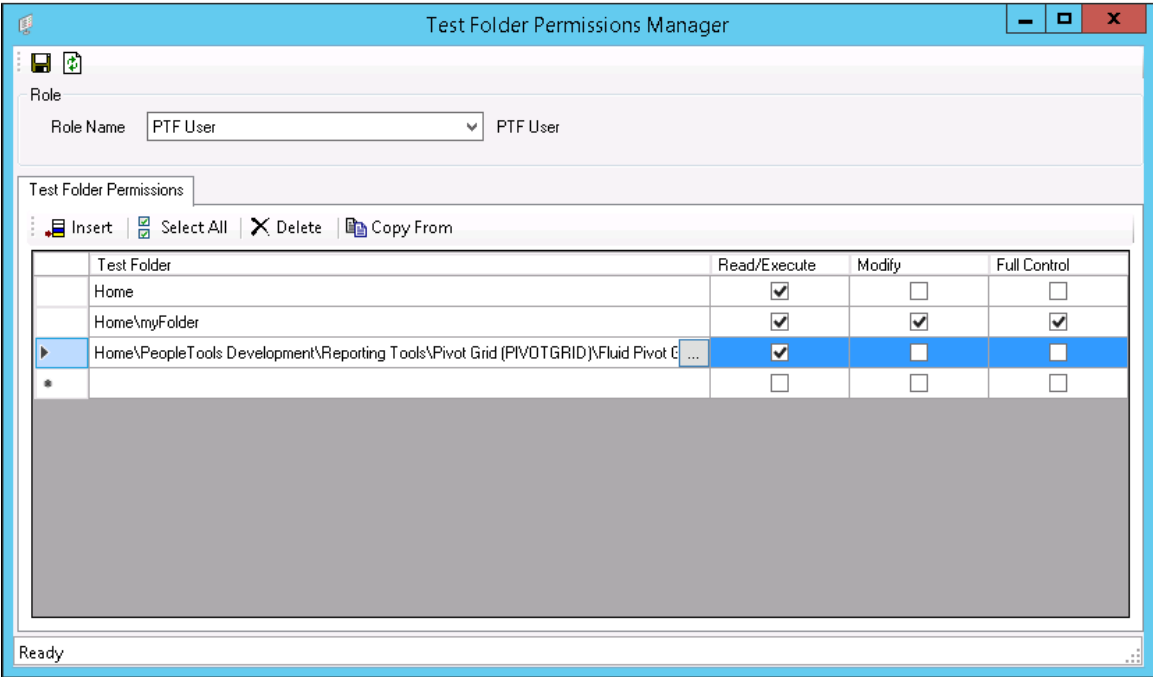 Test Folder Permissions Manager
Role
Role Name PTF User PTF User
Test Folder Permissions
Insert Select All Delete Copy From
Test Folder Read/Execute Modify Full Control
Home
Home\myFolder
Home\PeopleTools Development\Reporting Tools\Pivot Grid (PIVOTGRID)\Fluid Pivot ...
Ready